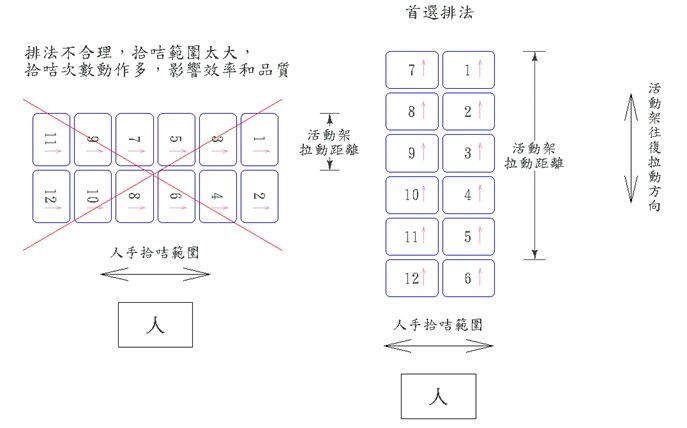 首選排法
排法不合理，拾咭範圍太大，
拾咭次數動作多，影響效率和品質
11 9 7 5 3 1
12 10 8 6 4 2
活動架
拉動距離
人手拾咭範圍
人
7 1
8 2
9 3
10 4
11 5
12 6
活動架
拉動距離
人手拾咭範圍
人
活動架往復拉動方向